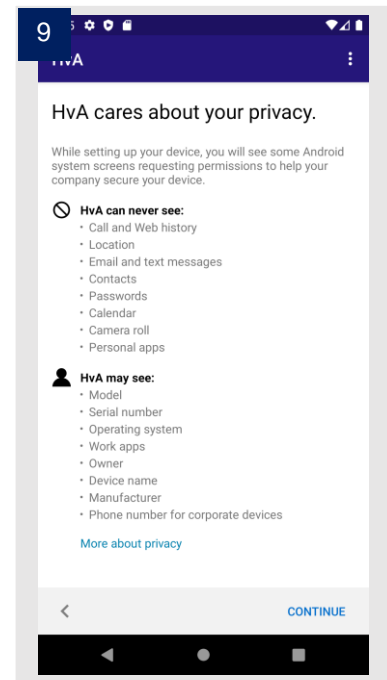 9
5
HvA
HvA cares about your privacy.
While setting up your device, you will see some Android
system screens requesting permissions to help your
company secure your device.
HvA can never see:
• Call and Web history
• Location
• Email and text messages
• Contacts
• Passwords
• Calendar
• Camera roll
• Personal apps
HvA may see:
• Model
• Serial number
• Operating system
• Work apps
• Owner
• Device name
• Manufacturer
• Phone number for corporate devices
More about privacy
CONTINUE